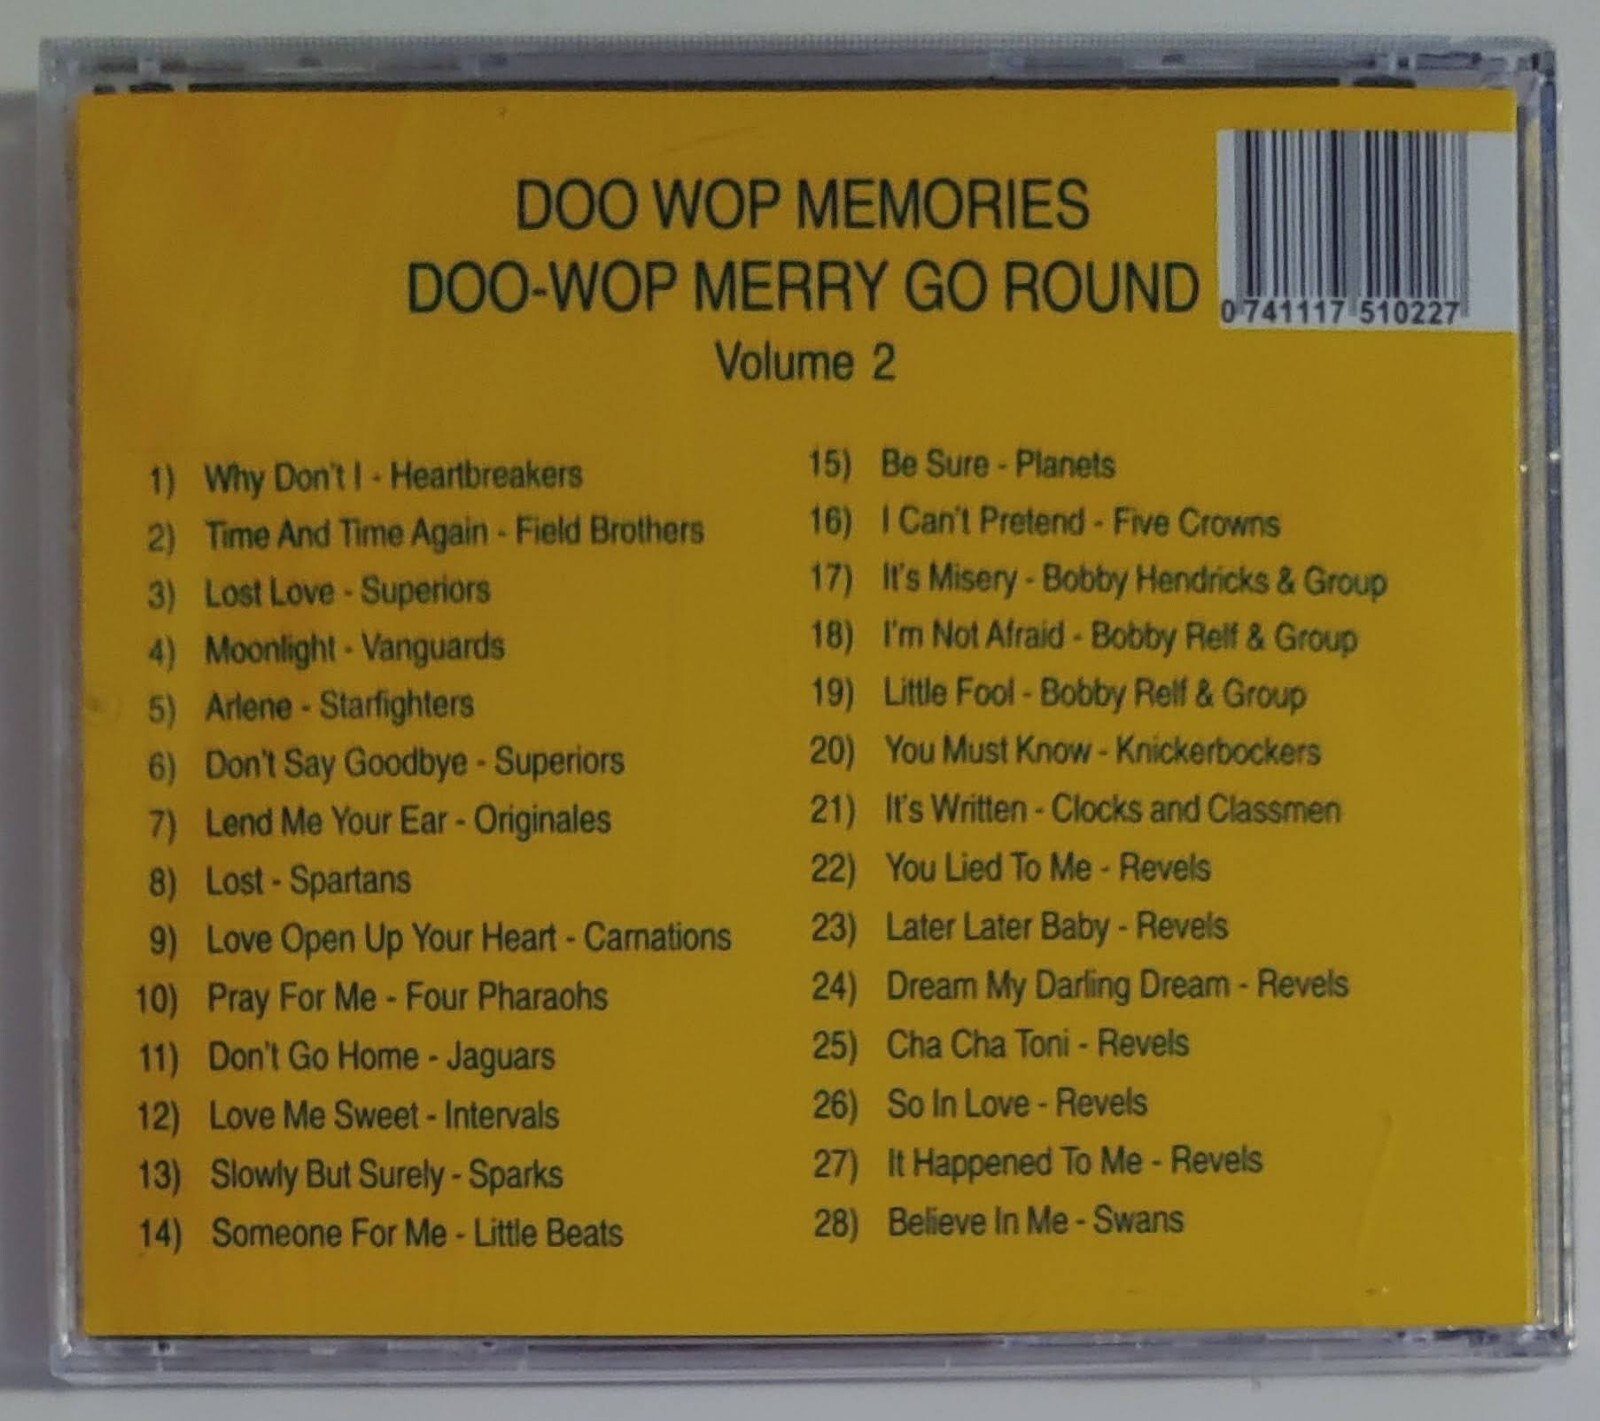 DOO WOP MEMORIES
DOO-WOP MERRY GO ROUND
Volume 2
0 741117 510227
1) Why Don't I - Heartbreakers
2) Time And Time Again - Field Brothers
3) Lost Love - Superiors
4) Moonlight - Vanguards
5) Arlene - Starfighters
6) Don't Say Goodbye - Superiors
7) Lend Me Your Ear - Originales
8) Lost - Spartans
9) Love Open Up Your Heart - Carnations
10) Pray For Me - Four Pharaohs
11) Don't Go Home - Jaguars
12) Love Me Sweet - Intervals
13) Slowly But Surely - Sparks
14) Someone For Me - Little Beats
15) Be Sure - Planets
16) I Can't Pretend - Five Crowns
17) It's Misery - Bobby Hendricks & Group
18) I'm Not Afraid - Bobby Relf & Group
19) Little Fool - Bobby Relf & Group
20) You Must Know - Knickerbockers
21) It's Written - Clocks and Classmen
22) You Lied To Me - Revels
23) Later Later Baby - Revels
24) Dream My Darling Dream - Revels
25) Cha Cha Toni - Revels
26) So In Love - Revels
27) It Happened To Me - Revels
28) Believe In Me - Swans